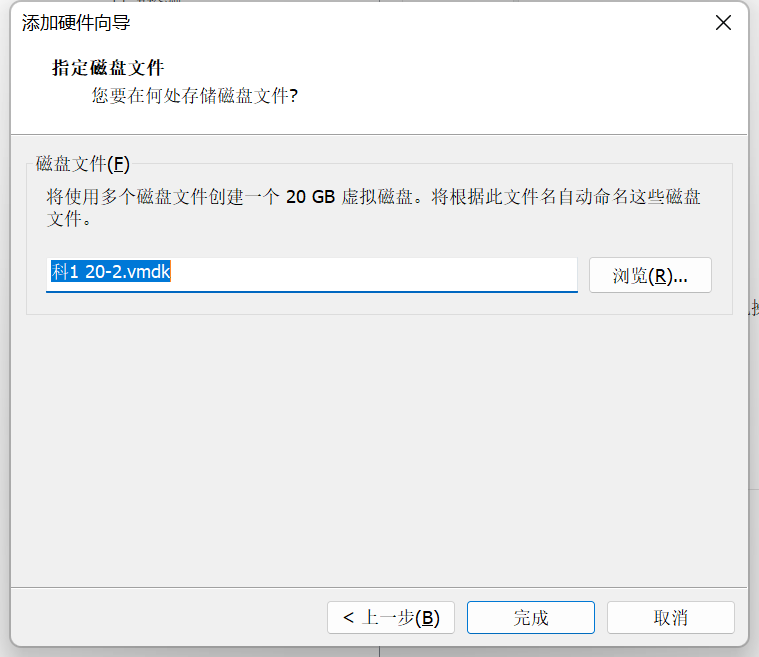 添加硬件向导
指定磁盘文件
您要在何处存储磁盘文件?
磁盘文件(F)
将使用多个磁盘文件创建一个 20 GB 虚拟磁盘。将根据此文件名自动命名这些磁盘
文件。
科1 20-2.vmdk
浏览(R)...
< 上一步(B)
完成
取消